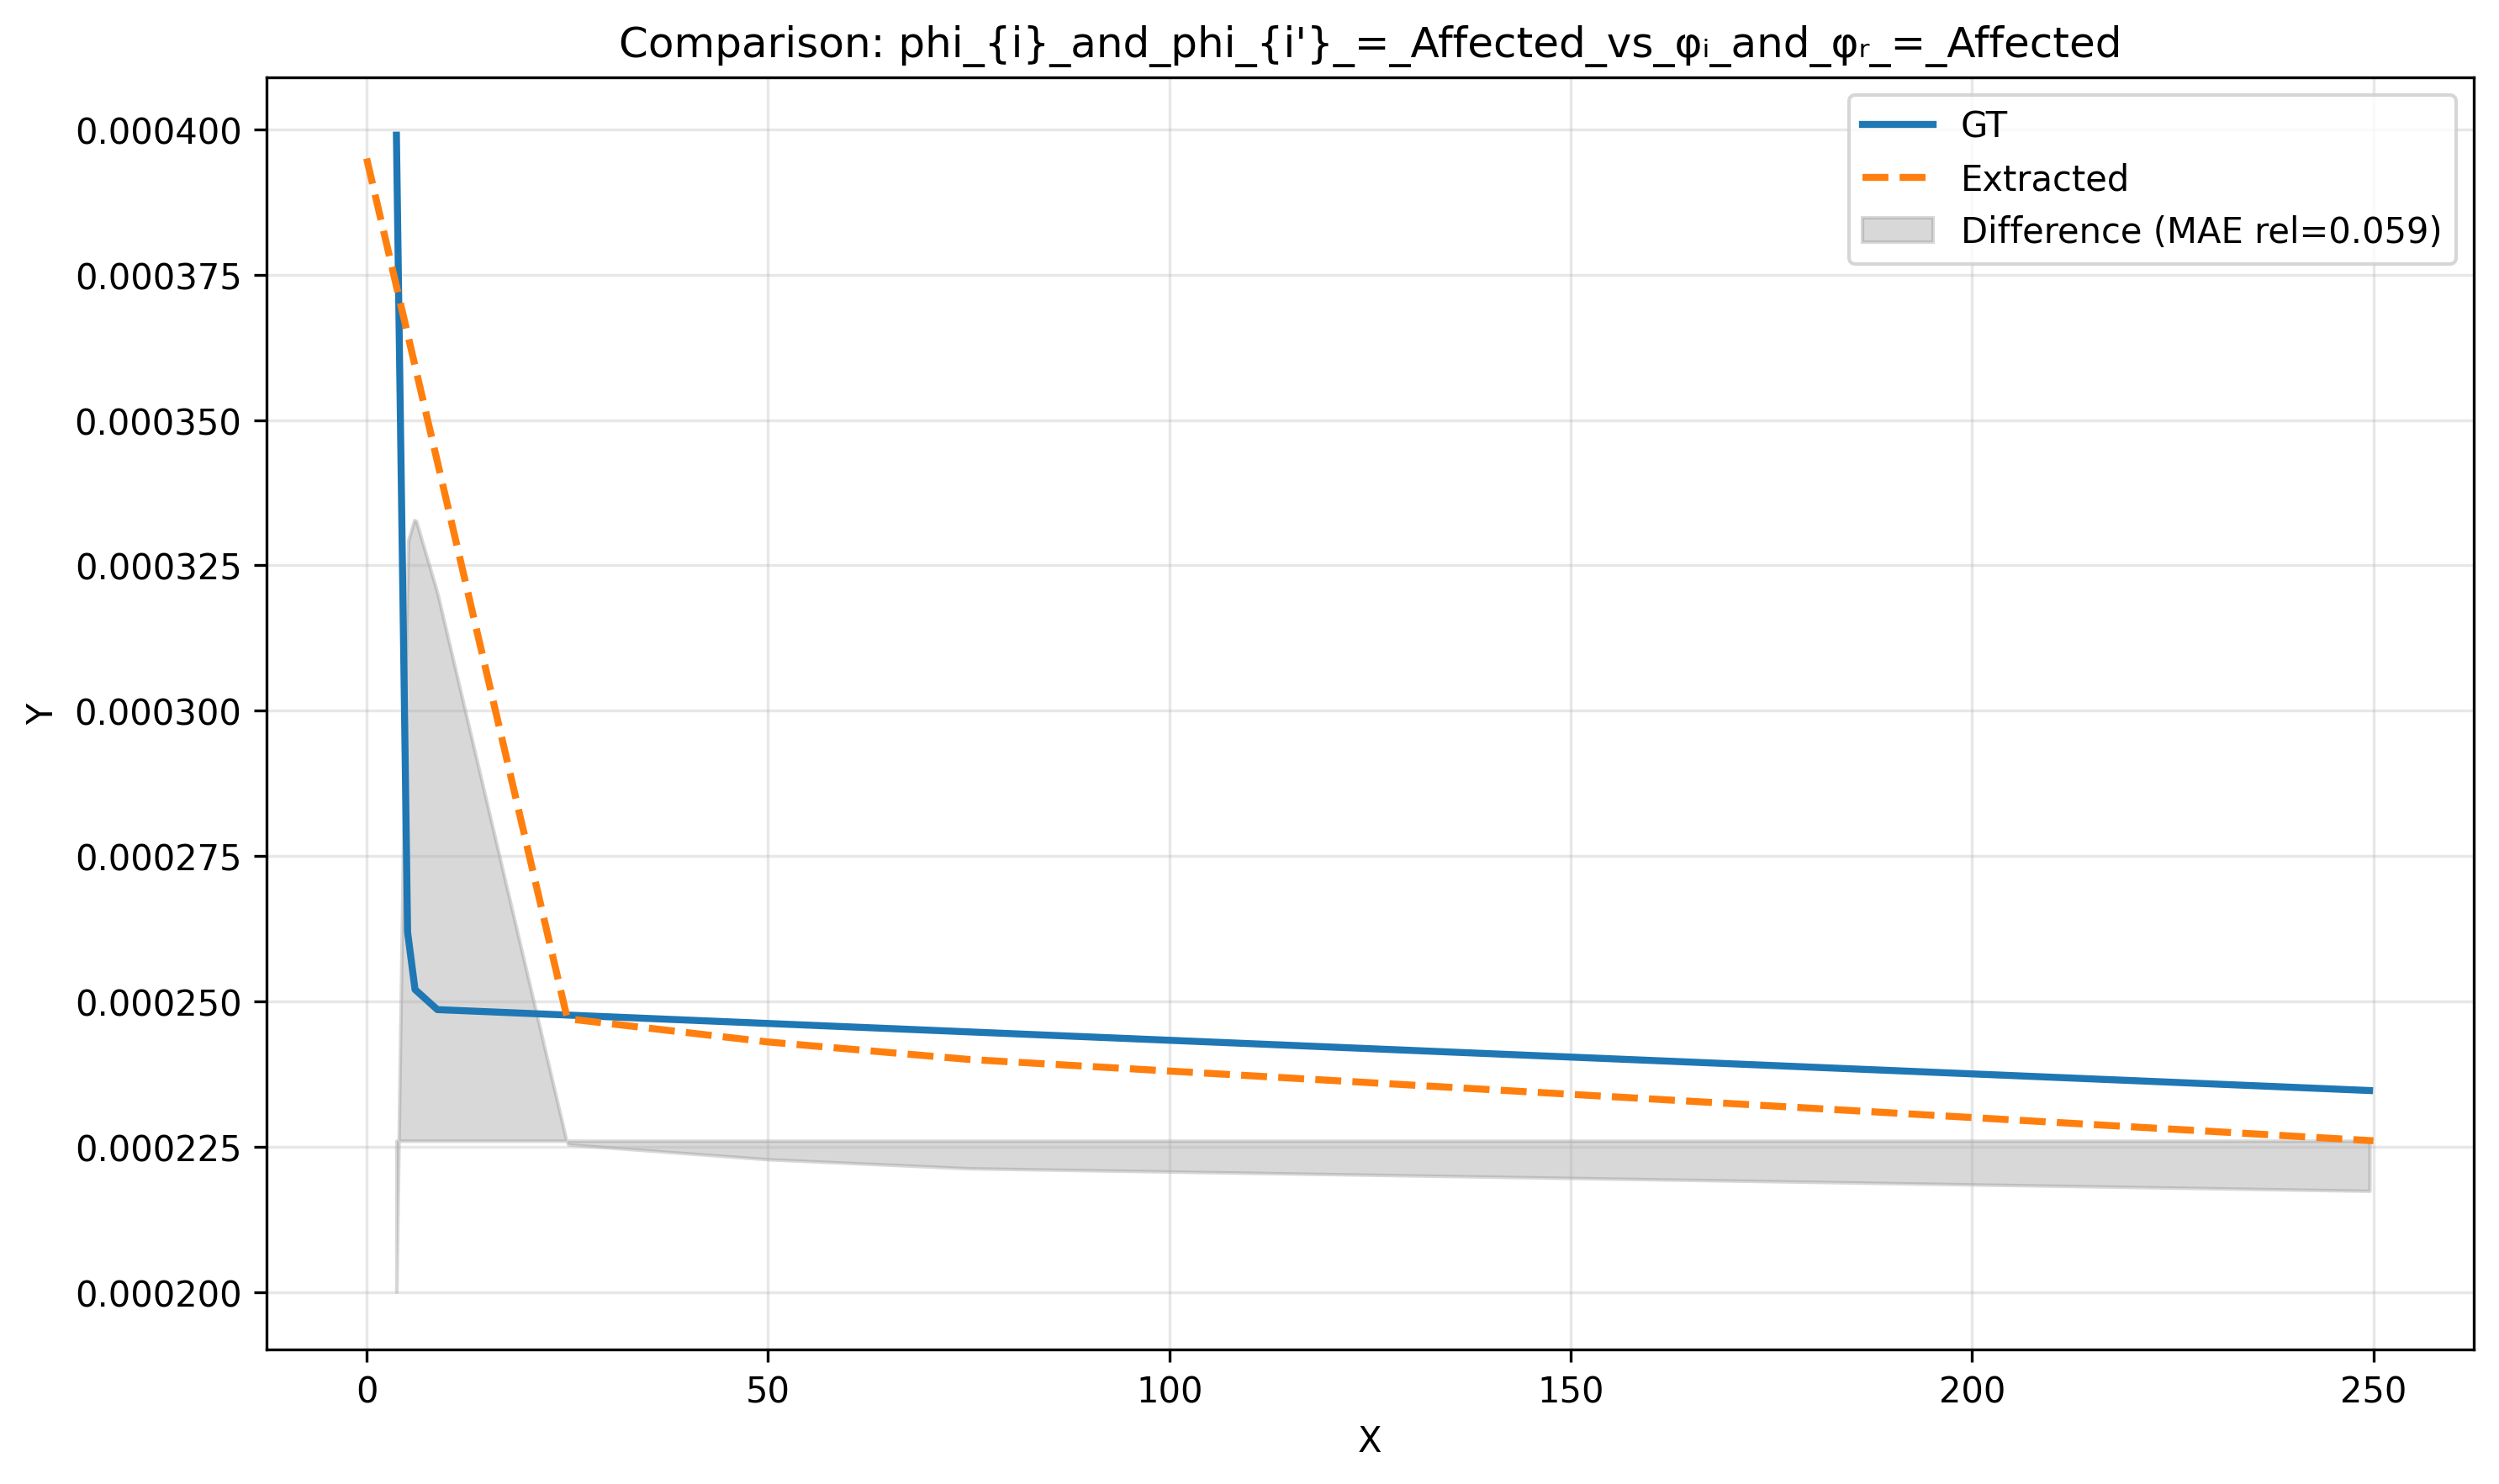 Comparison: phi_{i}_and_phi_{i'}_=_Affected_vs_φᵢ_and_φᵣ_=_Affected
GT
Extracted
Difference (MAE rel=0.059)
Y
0.000400
0.000375
0.000350
0.000325
0.000300
0.000275
0.000250
0.000225
0.000200
0
50
100
150
200
250
X